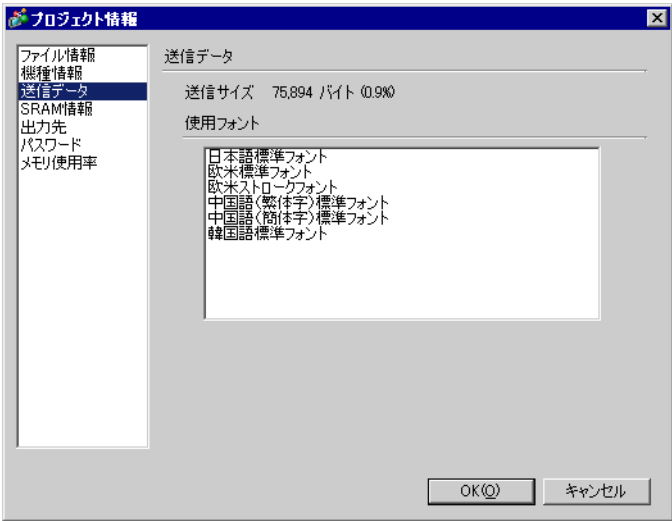 プロジェクト情報
ファイル情報
機種情報
送信データ
SRAM情報
出力先
パスワード
メモリ使用率
送信データ
送信サイズ 75,894 バイト (0.9%)
使用フォント
日本語標準フォント
欧米標準フォント
欧米ストロークフォント
中国語(繁体字)標準フォント
中国語(簡体字)標準フォント
韓国語標準フォント
OK(O) キャンセル